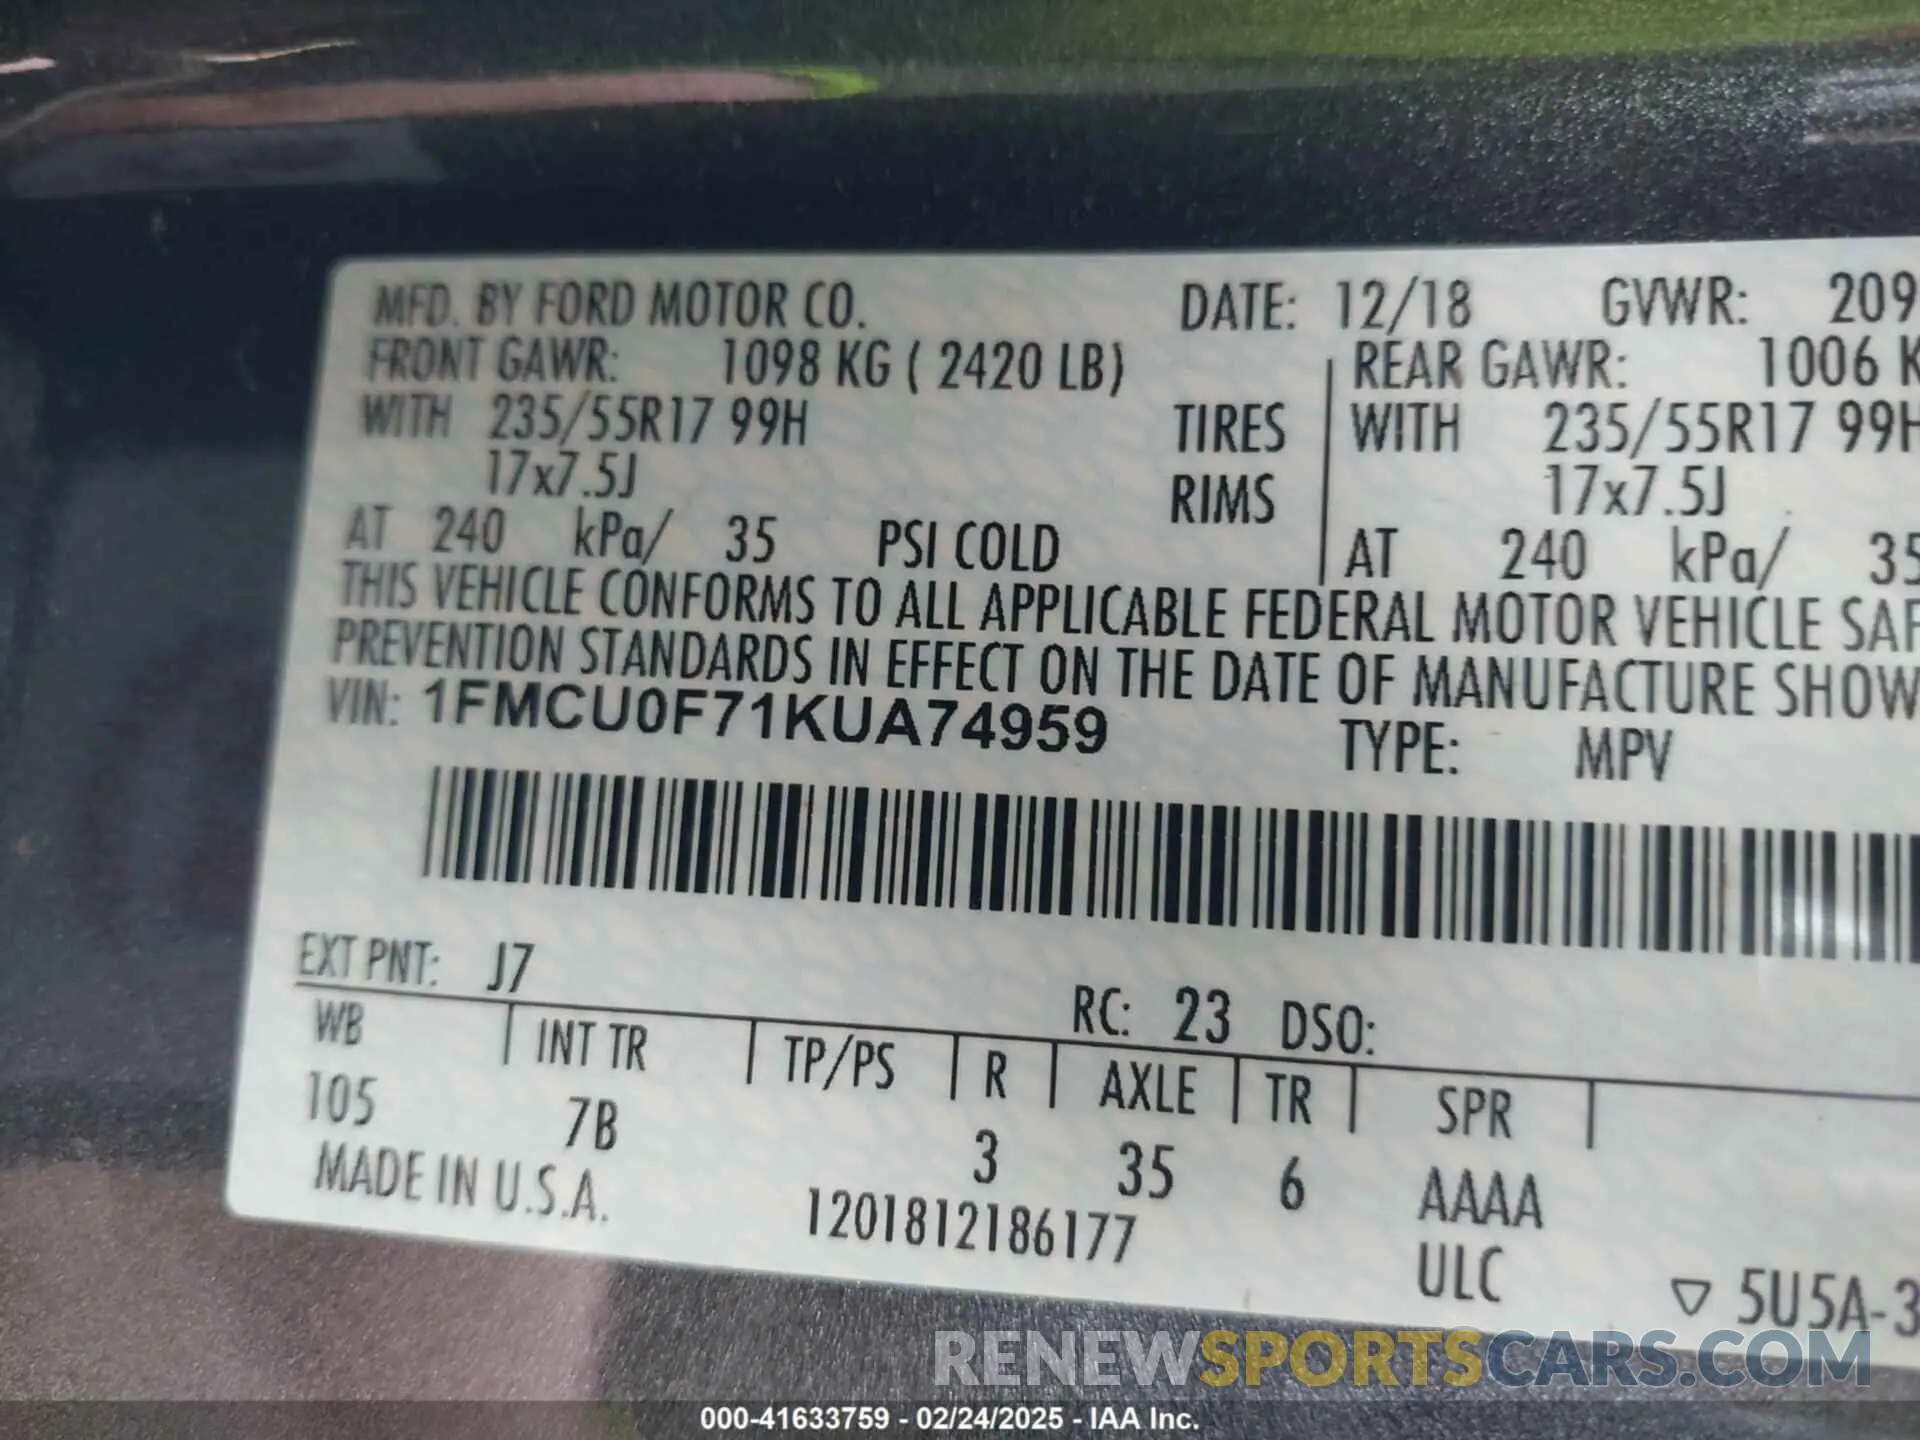 MFD. BY FORD MOTOR CO. DATE: 12/18 GVWR: 209
FRONT GAWR: 1098 KG ( 2420 LB) REAR GAWR: 1006 K
WITH 235/55R17 99H TIRES WITH 235/55R17 99H
17x7.5J RIMS 17x7.5J
AT 240 kPa/ 35 PSI COLD AT 240 kPa/ 35
THIS VEHICLE CONFORMS TO ALL APPLICABLE FEDERAL MOTOR VEHICLE SAF
PREVENTION STANDARDS IN EFFECT ON THE DATE OF MANUFACTURE SHOW
VIN: 1FMCU0F71KUA74959 TYPE: MPV
EXT PNT: J7 RC: 23 DSO:
WB INT TR TP/PS R AXLE TR SPR
105 7B 3 35 6 AAAA
MADE IN U.S.A. 1201812186177 ULC
▽ 5U5A-3
RENEWSPORTSCARS.COM
000-41633759 - 02/24/2025 - IAA Inc.